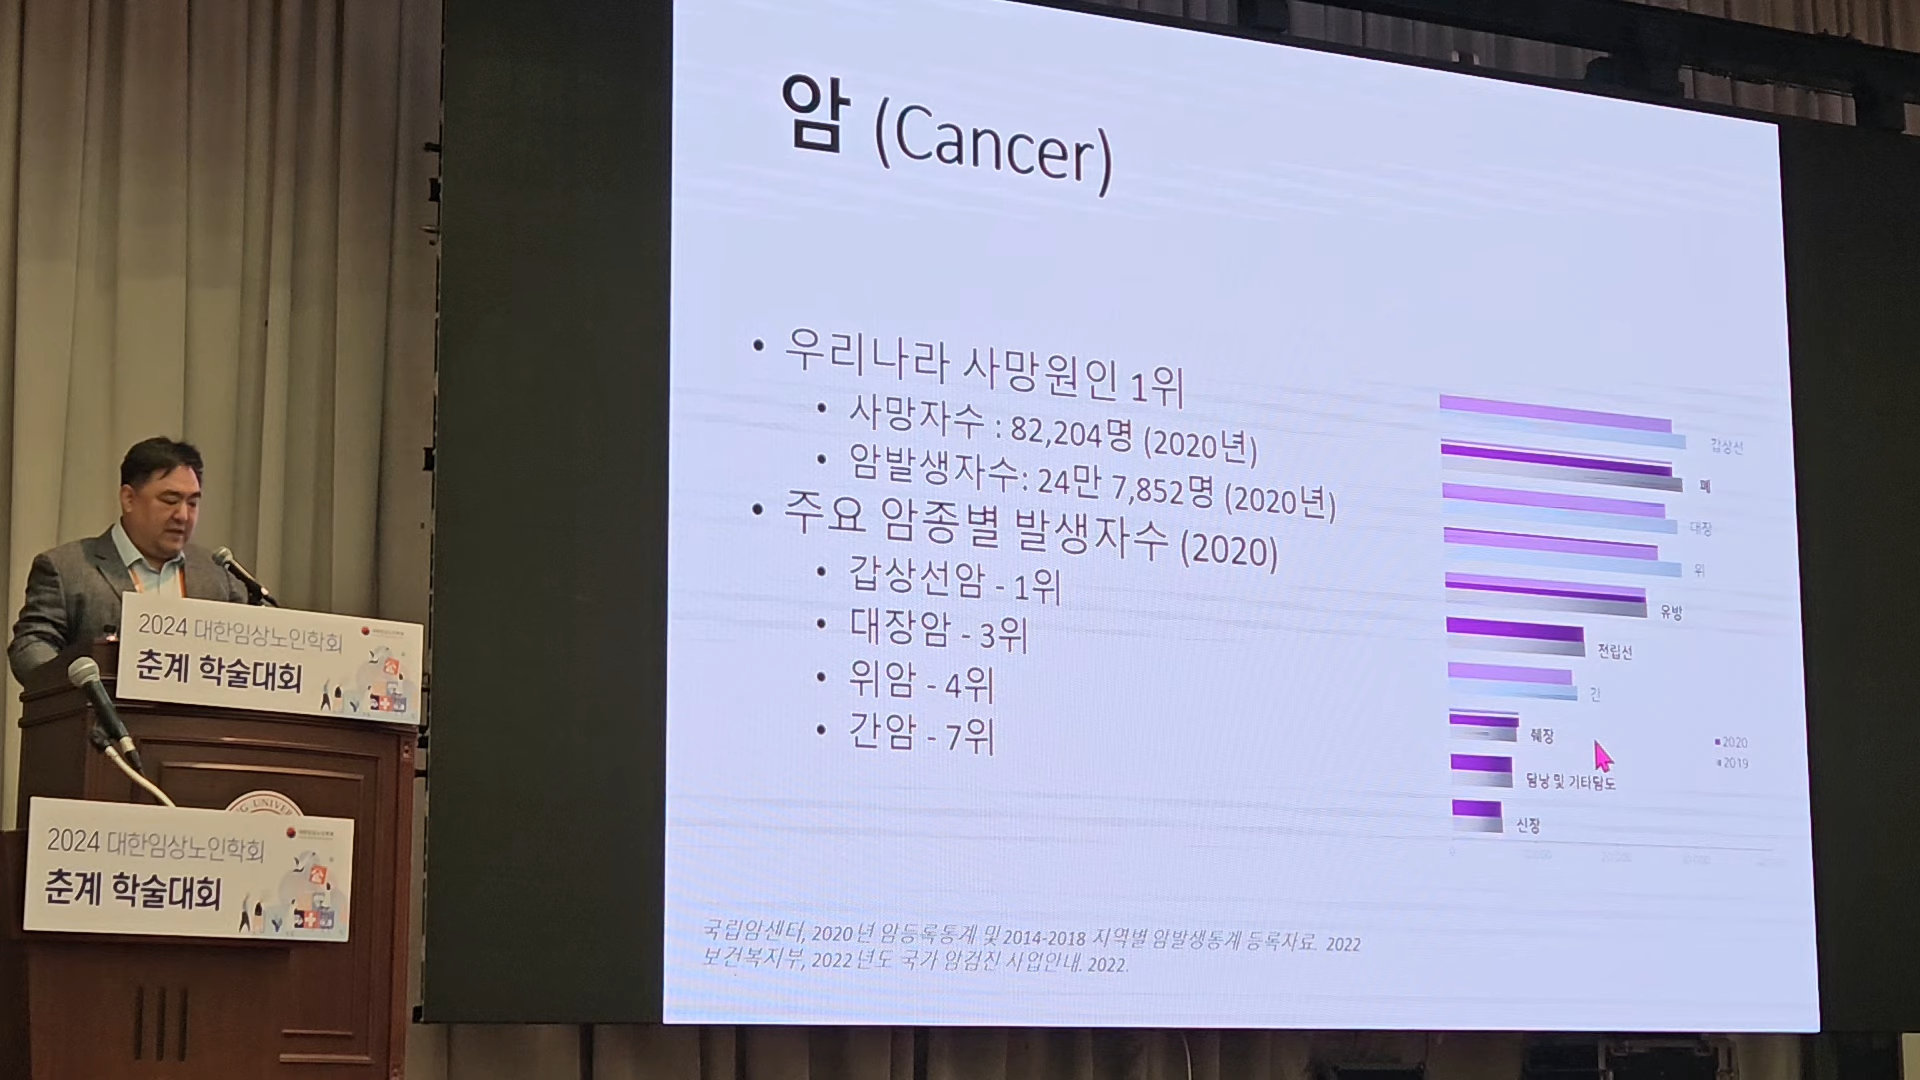 암 (Cancer)
• 우리나라 사망원인 1위
• 사망자수 : 82,204명 (2020년)
• 암발생자수: 24만 7,852명 (2020년)
• 주요 암종별 발생자수 (2020)
• 갑상선암 - 1위
• 대장암 - 3위
• 위암 - 4위
• 간암 - 7위
갑상선
폐
대장
위
유방
전립선
간
췌장
담낭 및 기타담도
신장
2020
2019
국립암센터, 2020년 암등록통계 및 2014-2018 지역별 암발생통계 등록자료. 2022
보건복지부, 2022년도 국가 암검진 사업안내. 2022.
2024 대한임상노인학회
춘계 학술대회
2024 대한임상노인학회
춘계 학술대회